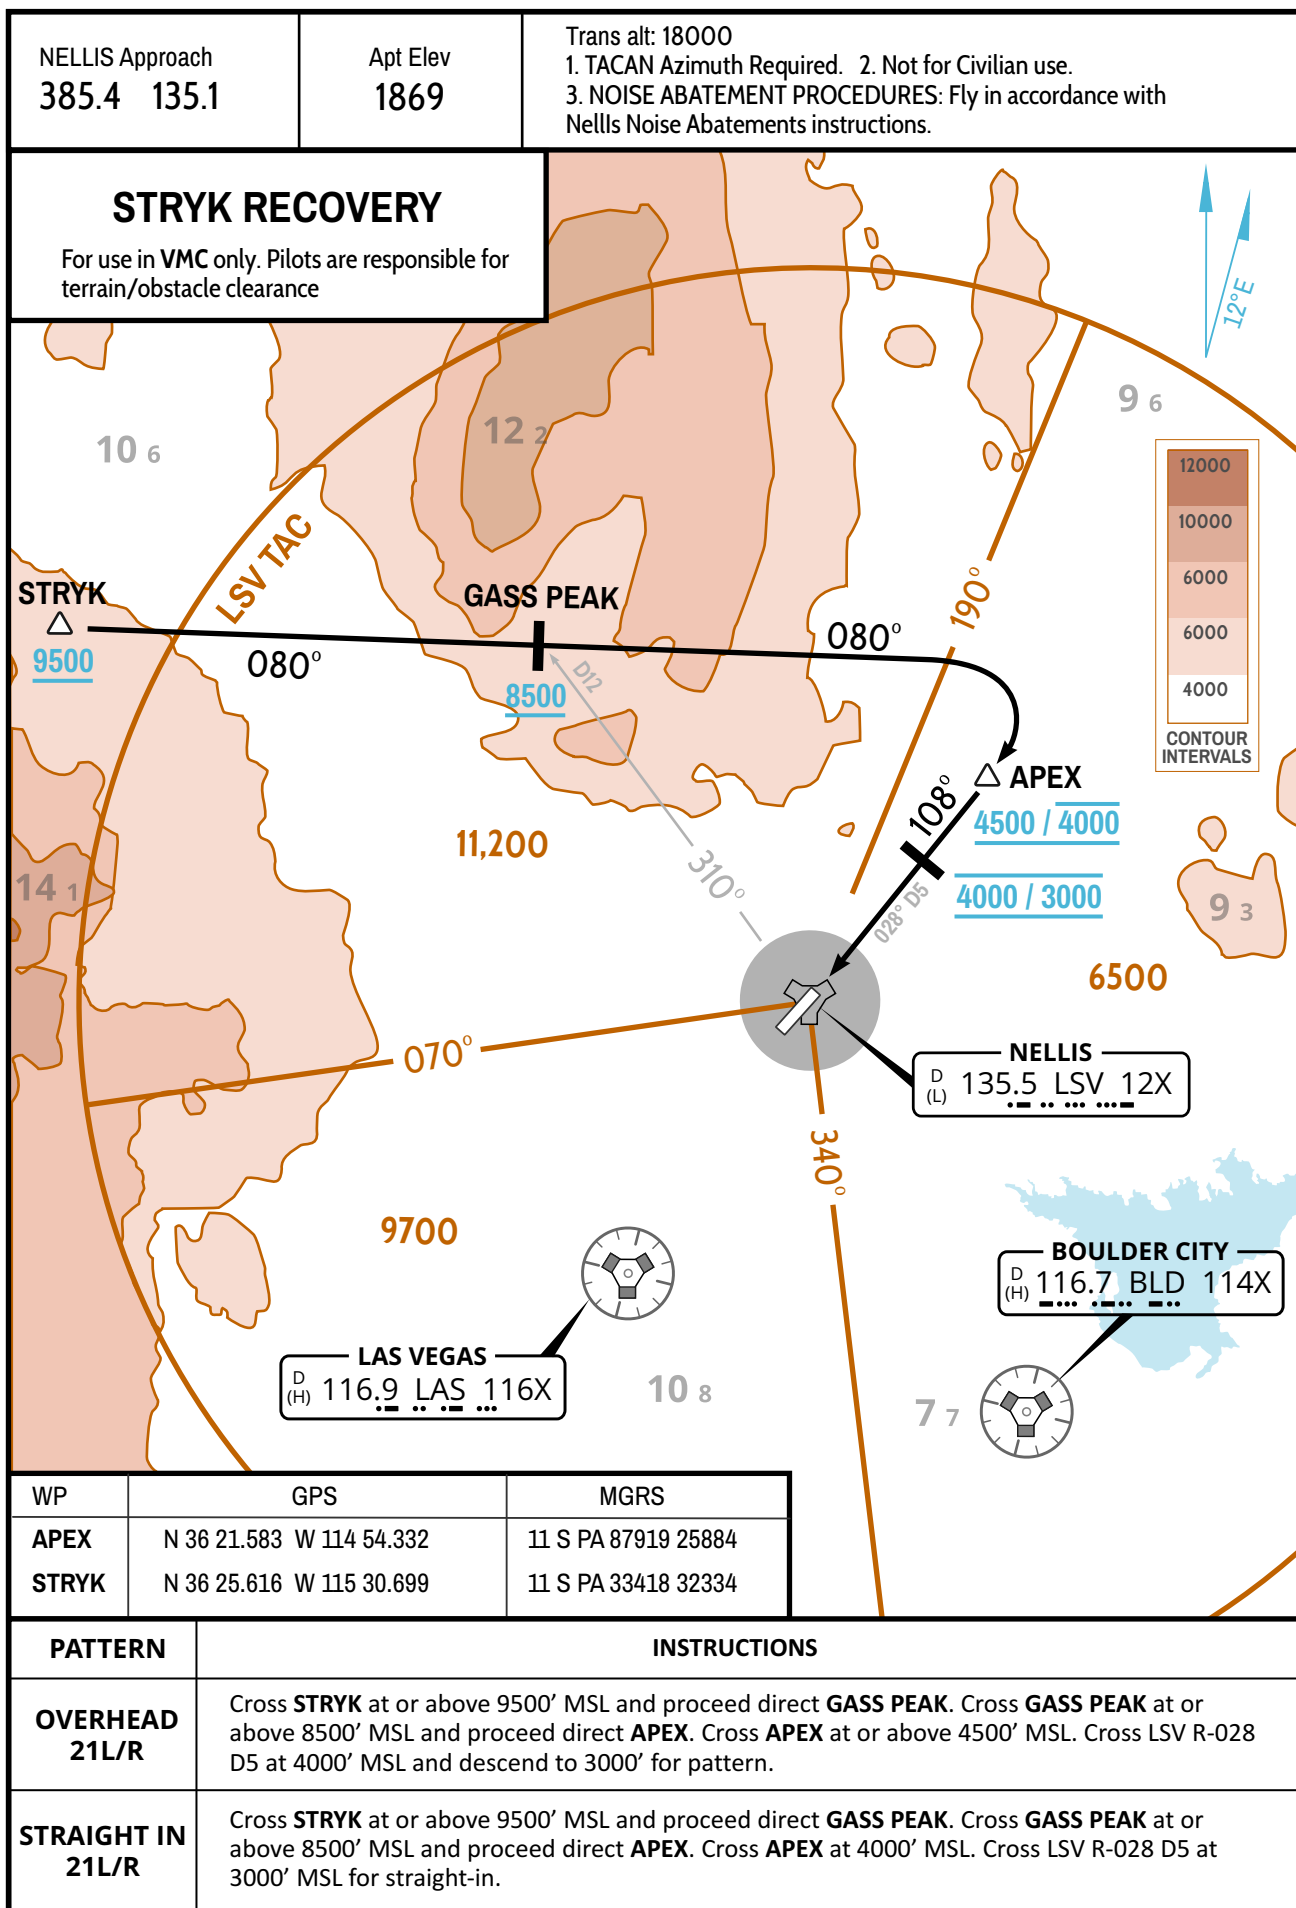 NELLIS Approach
385.4 135.1
Apt Elev
1869
Trans alt: 18000
1. TACAN Azimuth Required. 2. Not for Civilian use.
3. NOISE ABATEMENT PROCEDURES: Fly in accordance with
NellIs Noise Abatements instructions.
STRYK RECOVERY
For use in VMC only. Pilots are responsible for
terrain/obstacle clearance
12°E
9 6
12 2
10 6
12000
10000
6000
6000
4000
CONTOUR
INTERVALS
LSV TAC
190°
STRYK
9500
GASS PEAK
8500
080°
080°
D12
APEX
4500 / 4000
108°
4000 / 3000
028° D5
310°
11,200
14 1
9 3
6500
070°
NELLIS
D
(L)
135.5 LSV 12X
340°
9700
BOULDER CITY
D
(H)
116.7 BLD 114X
LAS VEGAS
D
(H)
116.9 LAS 116X
10 8
7 7
WP GPS MGRS
APEX N 36 21.583 W 114 54.332 11 S PA 87919 25884
STRYK N 36 25.616 W 115 30.699 11 S PA 33418 32334
PATTERN INSTRUCTIONS
OVERHEAD
21L/R
Cross STRYK at or above 9500’ MSL and proceed direct GASS PEAK. Cross GASS PEAK at or
above 8500’ MSL and proceed direct APEX. Cross APEX at or above 4500’ MSL. Cross LSV R-028
D5 at 4000’ MSL and descend to 3000’ for pattern.
STRAIGHT IN
21L/R
Cross STRYK at or above 9500’ MSL and proceed direct GASS PEAK. Cross GASS PEAK at or
above 8500’ MSL and proceed direct APEX. Cross APEX at 4000’ MSL. Cross LSV R-028 D5 at
3000’ MSL for straight-in.